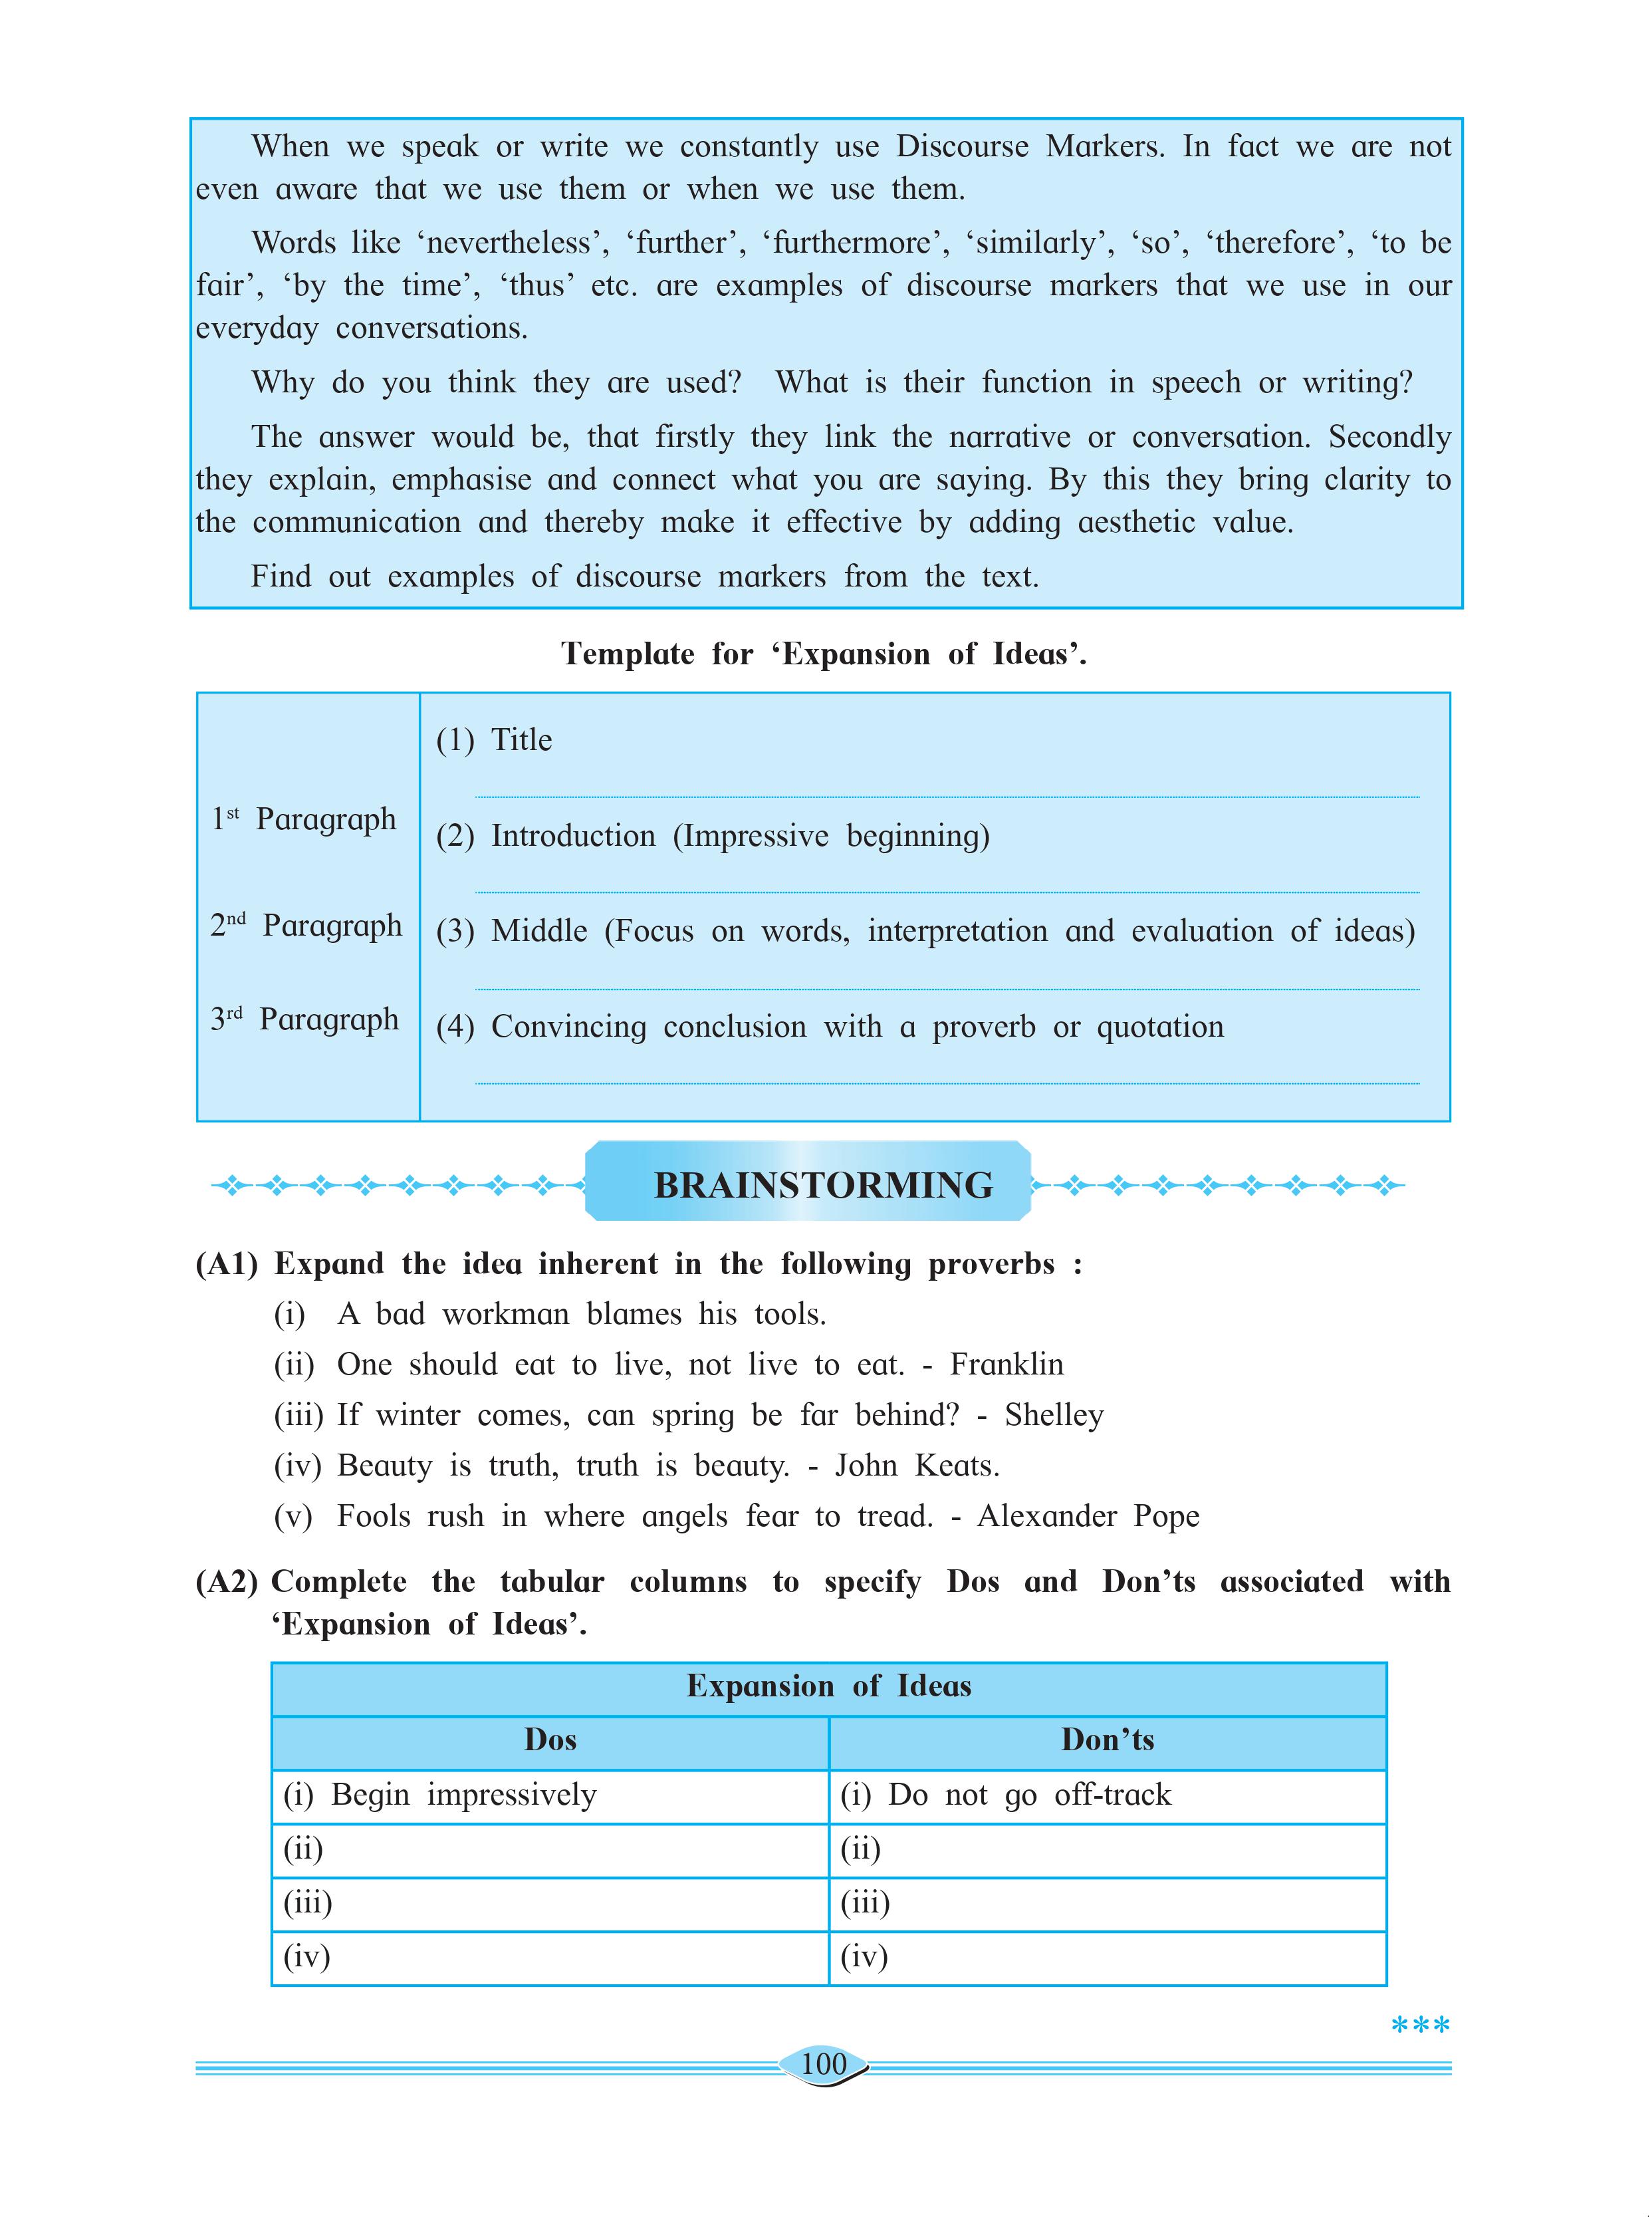 When we speak or write we constantly use Discourse Markers. In fact we are not
even aware that we use them or when we use them.
Words like ‘nevertheless’, ‘further’, ‘furthermore’, ‘similarly’, ‘so’, ‘therefore’, ‘to be
fair’, ‘by the time’, ‘thus’ etc. are examples of discourse markers that we use in our
everyday conversations.
Why do you think they are used? What is their function in speech or writing?
The answer would be, that firstly they link the narrative or conversation. Secondly
they explain, emphasise and connect what you are saying. By this they bring clarity to
the communication and thereby make it effective by adding aesthetic value.
Find out examples of discourse markers from the text.
Template for ‘Expansion of Ideas’.
(1) Title
1st Paragraph
(2) Introduction (Impressive beginning)
2nd Paragraph
(3) Middle (Focus on words, interpretation and evaluation of ideas)
3rd Paragraph
(4) Convincing conclusion with a proverb or quotation
BRAINSTORMING
(A1) Expand the idea inherent in the following proverbs :
(i) A bad workman blames his tools.
(ii) One should eat to live, not live to eat. - Franklin
(iii) If winter comes, can spring be far behind? - Shelley
(iv) Beauty is truth, truth is beauty. - John Keats.
(v) Fools rush in where angels fear to tread. - Alexander Pope
(A2) Complete the tabular columns to specify Dos and Don’ts associated with
‘Expansion of Ideas’.
Expansion of Ideas
Dos Don’ts
(i) Begin impressively (i) Do not go off-track
(ii) (ii)
(iii) (iii)
(iv) (iv)
***
100